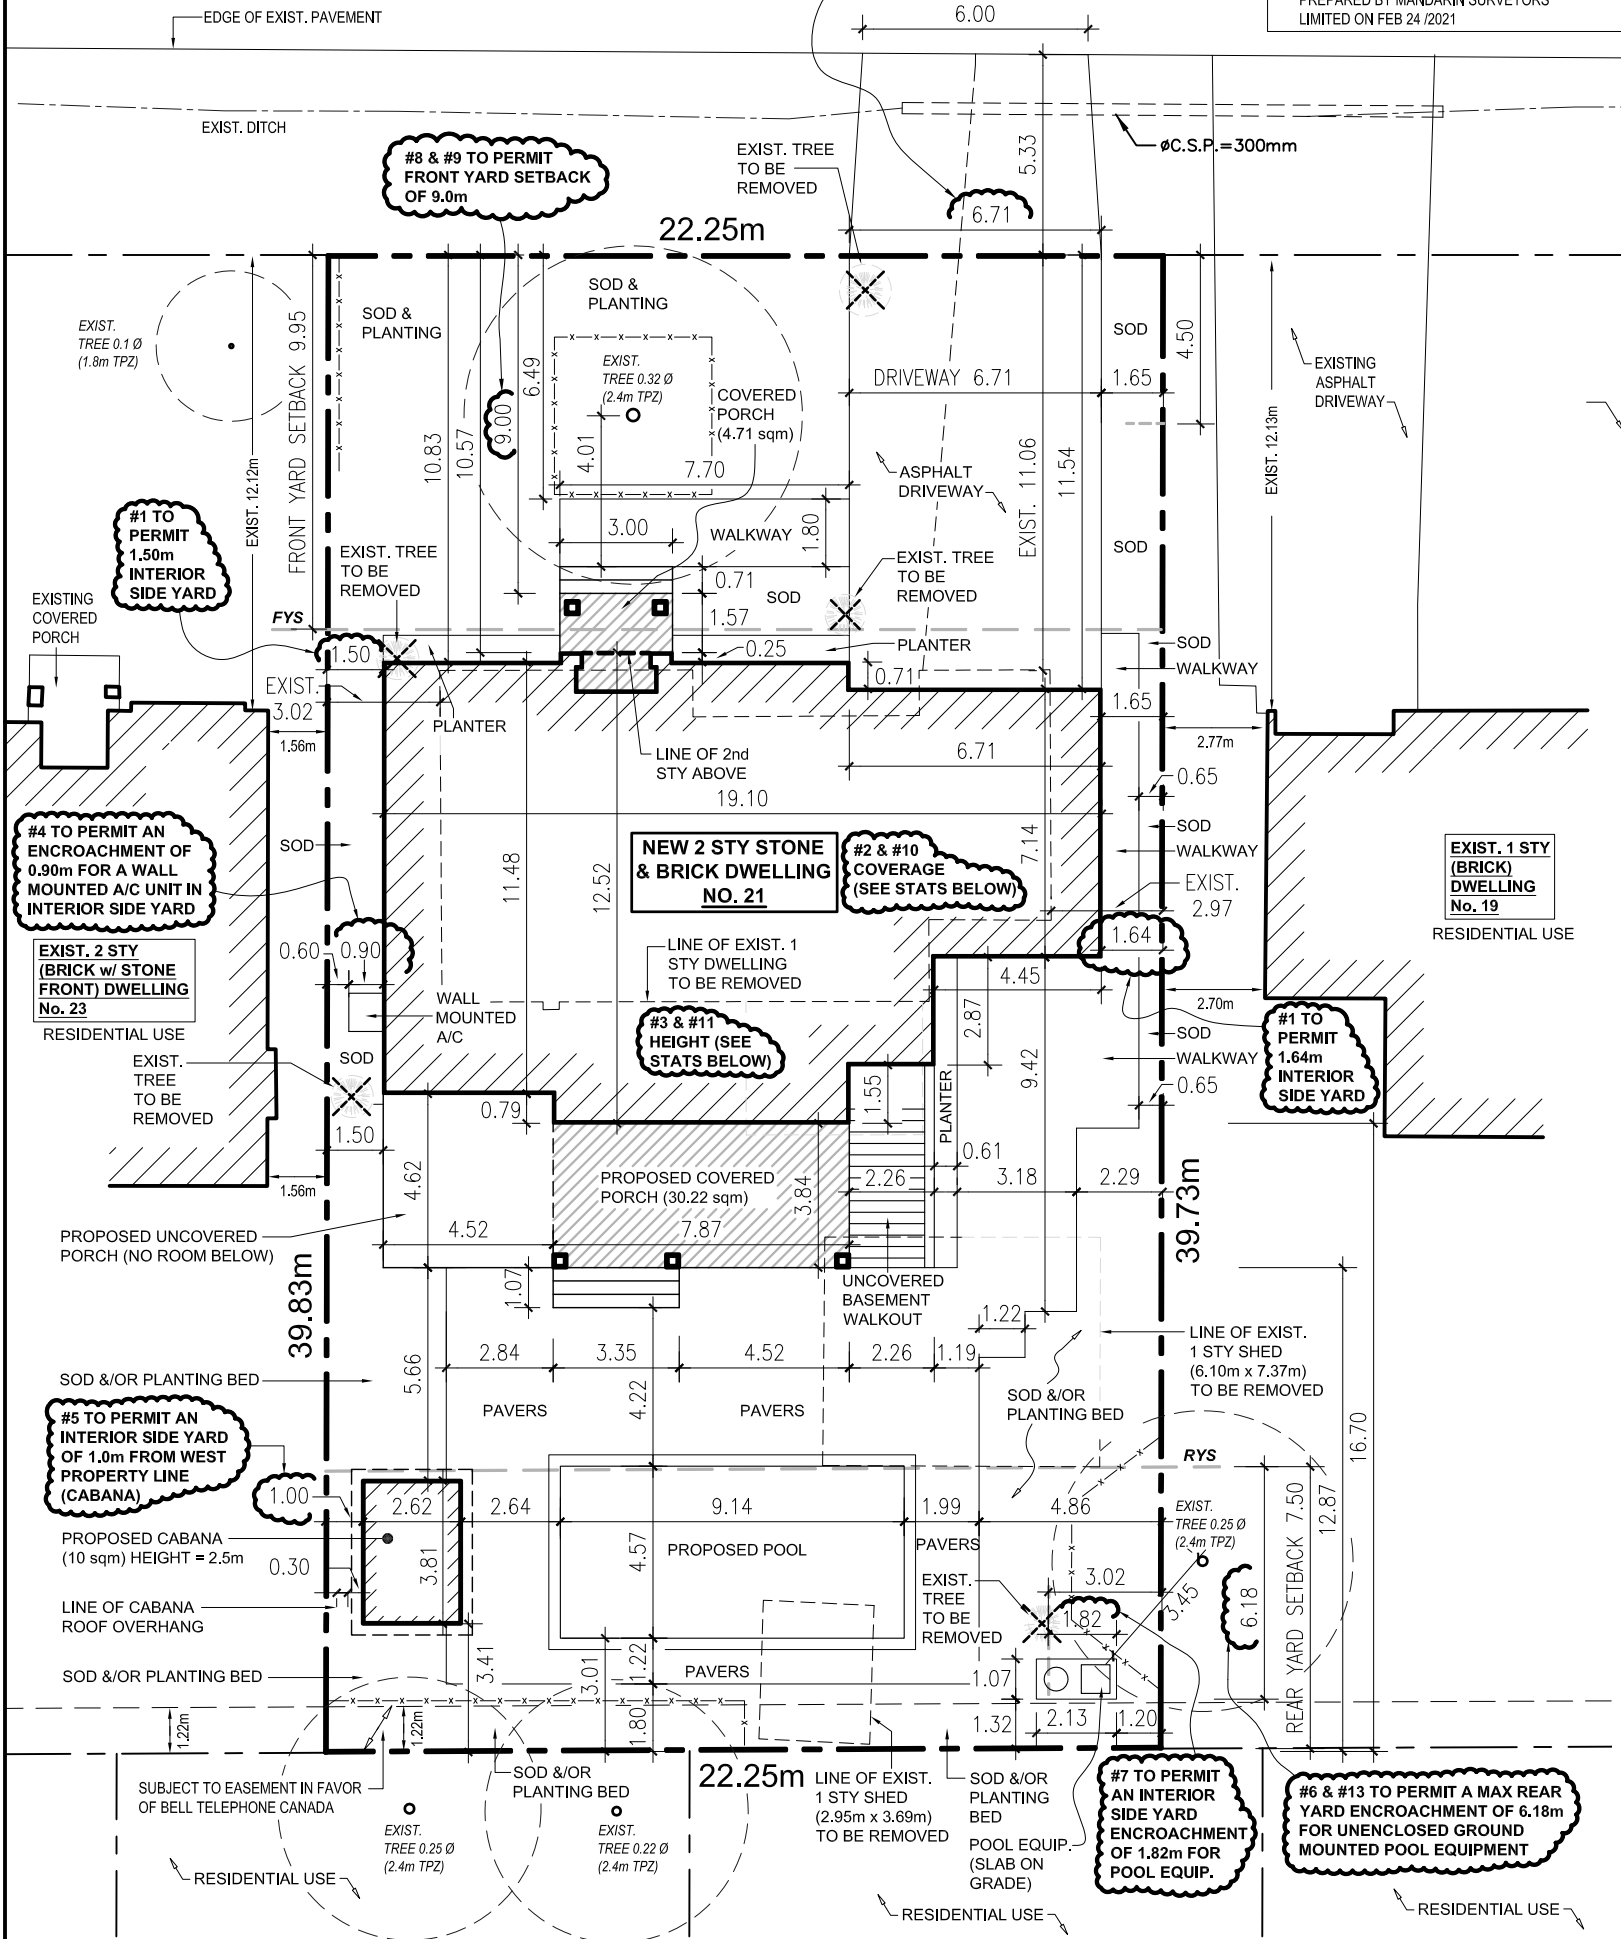 EDGE OF EXIST. PAVEMENT
6.00
LIMITED ON FEB 24 /2021
EXIST. DITCH
#8 & #9 TO PERMIT
FRONT YARD SETBACK
OF 9.0m
EXIST. TREE
TO BE
REMOVED
5.33
øC.S.P.=300mm
6.71
22.25m
EXIST.
TREE 0.1 Ø
(1.8m TPZ)
EXIST. 12.12m
FRONT YARD SETBACK 9.95
SOD &
PLANTING
10.83
10.57
9.00
6.49
SOD &
PLANTING
EXIST.
TREE 0.32 Ø
(2.4m TPZ)
4.01
COVERED
PORCH
(4.71 sqm)
7.70
DRIVEWAY 6.71
1.65
SOD
4.50
EXIST. 12.13m
EXISTING
ASPHALT
DRIVEWAY
ASPHALT
DRIVEWAY
EXIST. 11.06
11.54
SOD
#1 TO
PERMIT
1.50m
INTERIOR
SIDE YARD
EXIST. TREE
TO BE
REMOVED
3.00
WALKWAY
1.80
0.71
SOD
1.57
EXIST. TREE
TO BE
REMOVED
EXISTING
COVERED
PORCH
FYS
1.50
0.25
PLANTER
SOD
WALKWAY
EXIST.
3.02
1.56m
PLANTER
0.71
1.65
2.77m
LINE OF 2nd
STY ABOVE
6.71
0.65
19.10
#4 TO PERMIT AN
ENCROACHMENT OF
0.90m FOR A WALL
MOUNTED A/C UNIT IN
INTERIOR SIDE YARD
SOD
11.48
12.52
NEW 2 STY STONE
& BRICK DWELLING
NO. 21
#2 & #10
COVERAGE
(SEE STATS BELOW)
7.14
SOD
WALKWAY
EXIST.
2.97
EXIST. 1 STY
(BRICK)
DWELLING
No. 19
RESIDENTIAL USE
EXIST. 2 STY
(BRICK w/ STONE
FRONT) DWELLING
No. 23
RESIDENTIAL USE
0.60
0.90
LINE OF EXIST. 1
STY DWELLING
TO BE REMOVED
1.64
4.45
2.70m
WALL
MOUNTED
A/C
#3 & #11
HEIGHT (SEE
STATS BELOW)
2.87
9.42
SOD
WALKWAY
0.65
#1 TO
PERMIT
1.64m
INTERIOR
SIDE YARD
EXIST.
TREE
TO BE
REMOVED
SOD
1.50
0.79
1.55
PLANTER
0.61
1.56m
4.62
PROPOSED COVERED
PORCH (30.22 sqm)
3.84
2.26
3.18
2.29
39.73m
PROPOSED UNCOVERED
PORCH (NO ROOM BELOW)
4.52
7.87
39.83m
1.07
UNCOVERED
BASEMENT
WALKOUT
1.22
LINE OF EXIST.
1 STY SHED
(6.10m x 7.37m)
TO BE REMOVED
2.84
3.35
4.52
2.26
1.19
SOD &/OR PLANTING BED
5.66
PAVERS
4.22
PAVERS
SOD &/OR
PLANTING BED
16.70
#5 TO PERMIT AN
INTERIOR SIDE YARD
OF 1.0m FROM WEST
PROPERTY LINE
(CABANA)
RYS
1.00
2.62
2.64
9.14
1.99
4.86
EXIST.
TREE 0.25 Ø
(2.4m TPZ)
REAR YARD SETBACK 7.50
12.87
PROPOSED CABANA
(10 sqm) HEIGHT = 2.5m
0.30
3.81
4.57
PROPOSED POOL
PAVERS
LINE OF CABANA
ROOF OVERHANG
EXIST.
TREE
TO BE
REMOVED
3.02
1.82
3.45
6.18
SOD &/OR PLANTING BED
3.41
3.01
1.22
PAVERS
1.07
1.22m
1.22m
1.80
1.32
2.13
1.20
22.25m
SUBJECT TO EASEMENT IN FAVOR
OF BELL TELEPHONE CANADA
SOD &/OR
PLANTING BED
LINE OF EXIST.
1 STY SHED
(2.95m x 3.69m)
TO BE REMOVED
SOD &/OR
PLANTING
BED
POOL EQUIP.
(SLAB ON
GRADE)
#7 TO PERMIT
AN INTERIOR
SIDE YARD
ENCROACHMENT
OF 1.82m FOR
POOL EQUIP.
#6 & #13 TO PERMIT A MAX REAR
YARD ENCROACHMENT OF 6.18m
FOR UNENCLOSED GROUND
MOUNTED POOL EQUIPMENT
EXIST.
TREE 0.25 Ø
(2.4m TPZ)
EXIST.
TREE 0.22 Ø
(2.4m TPZ)
RESIDENTIAL USE
RESIDENTIAL USE
RESIDENTIAL USE